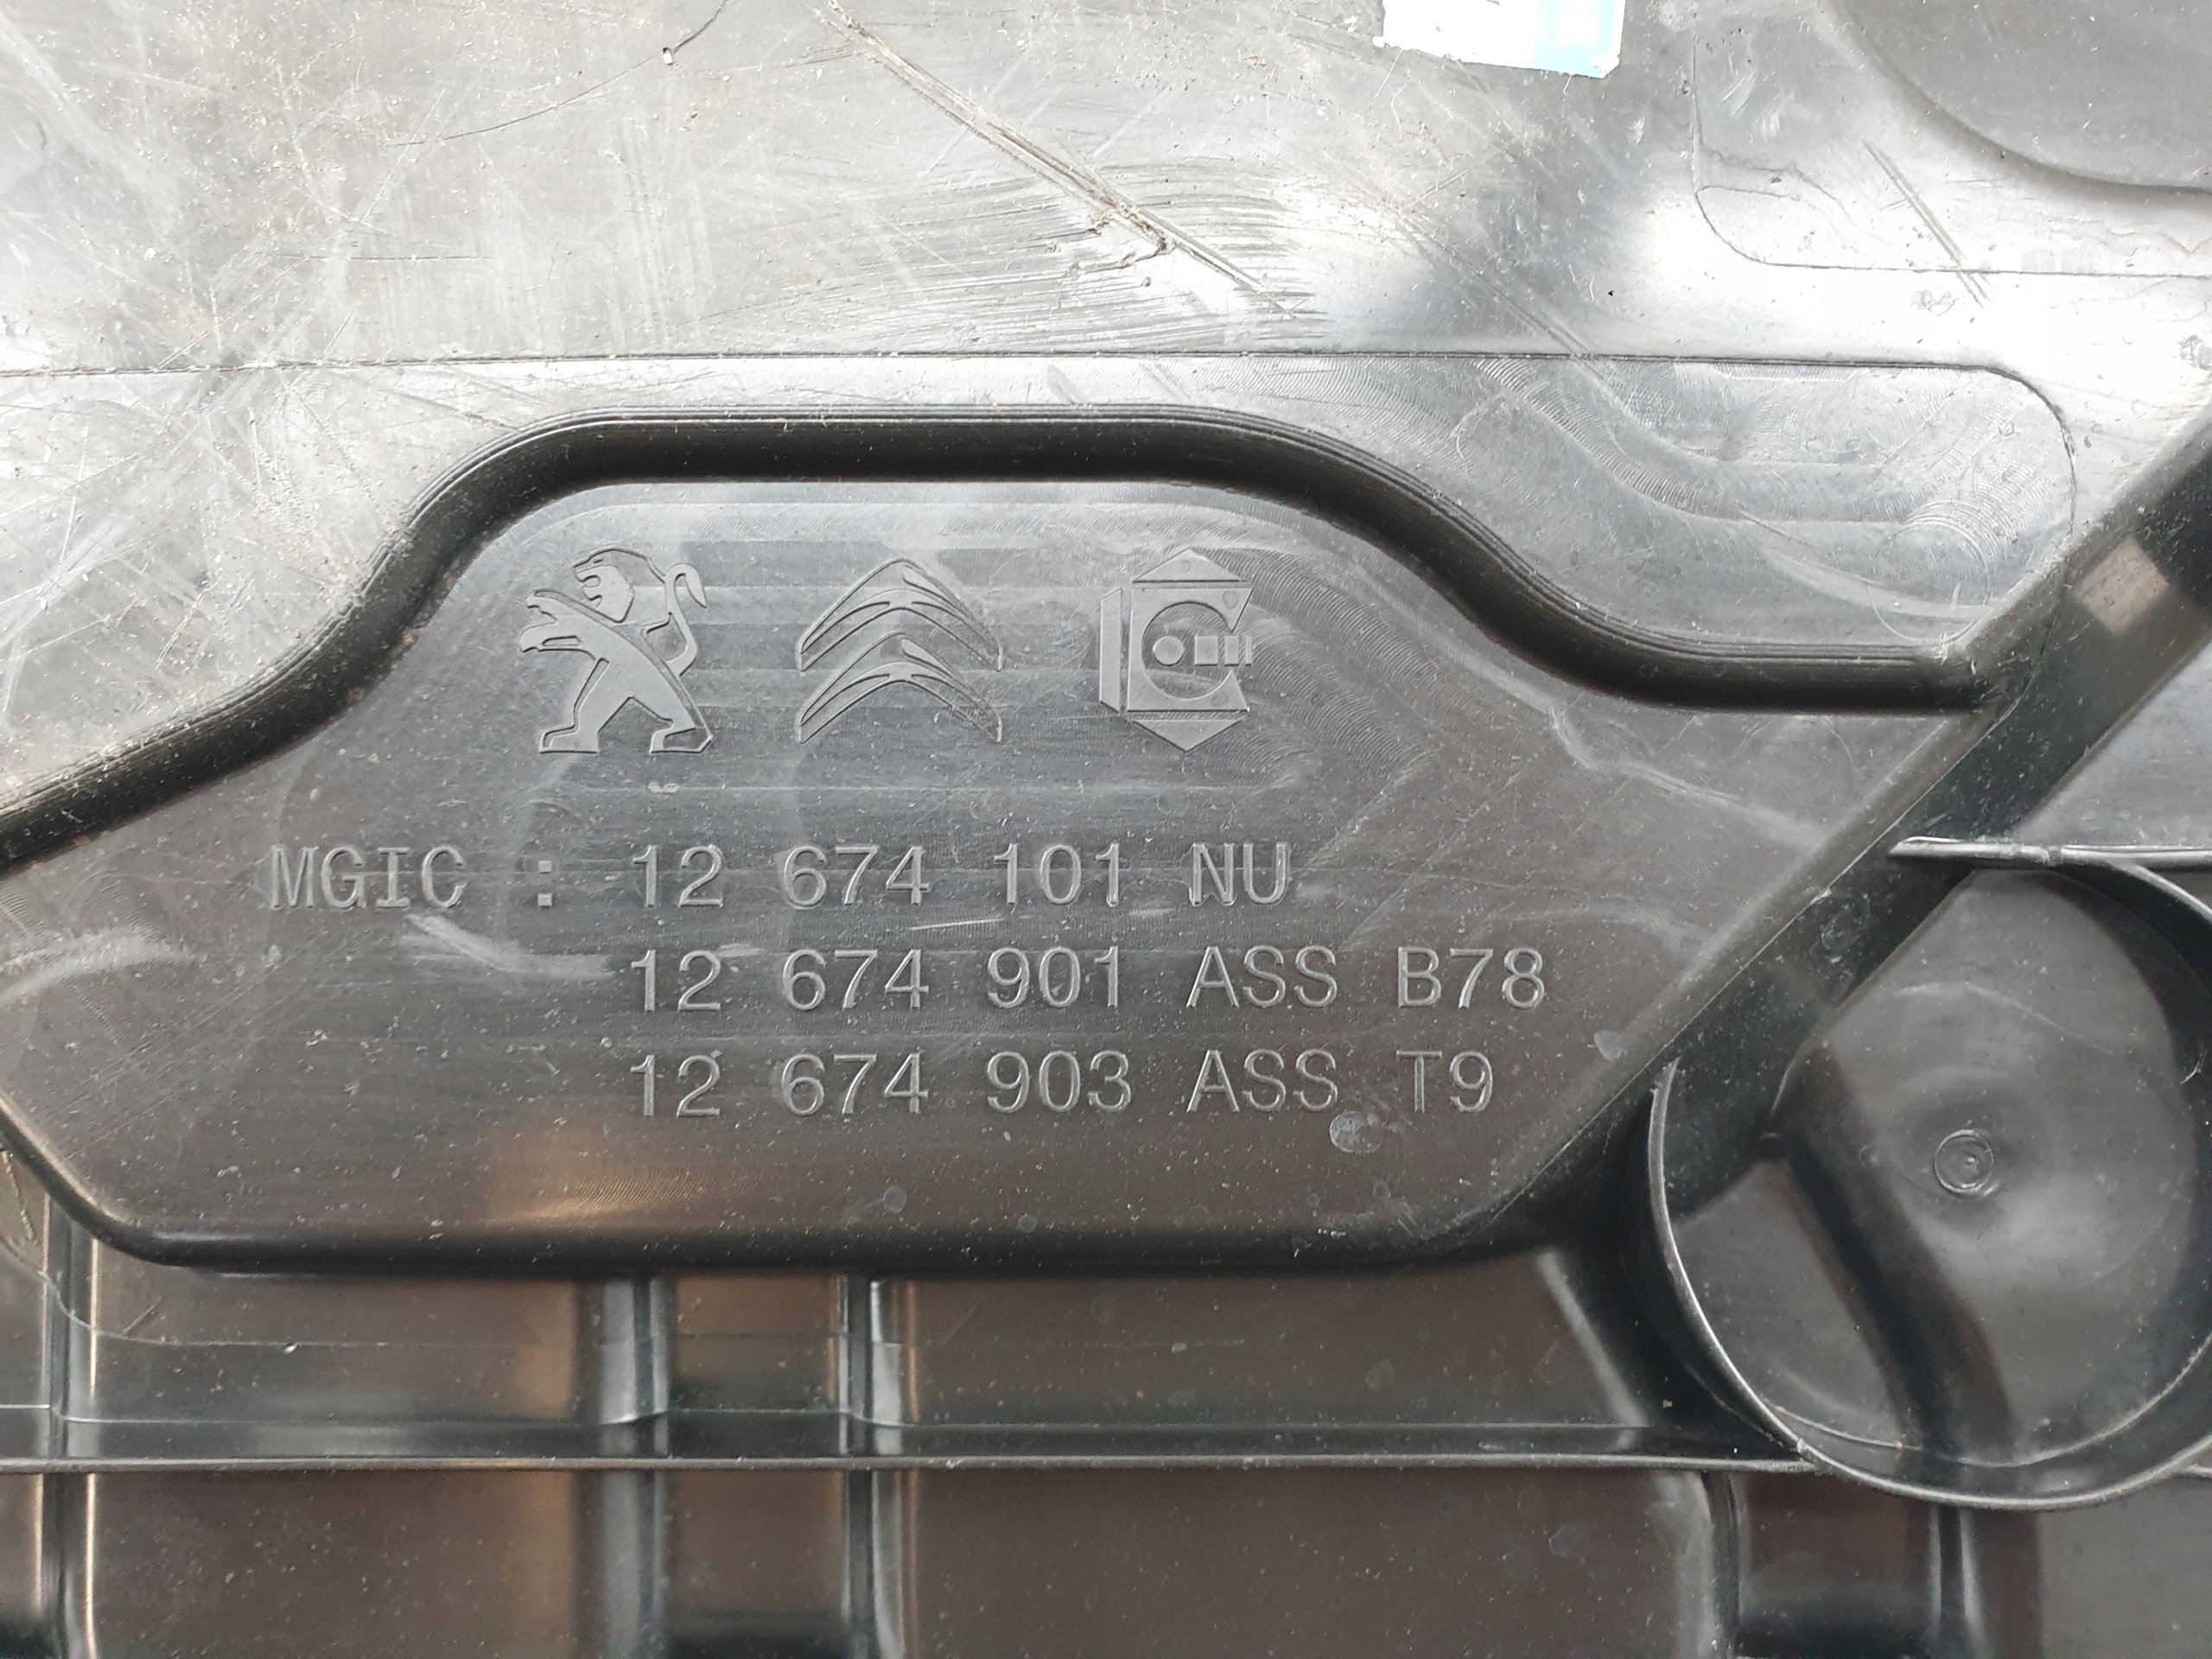 MGIC : 12 674 101 NU
12 674 901 ASS B78
12 674 903 ASS T9